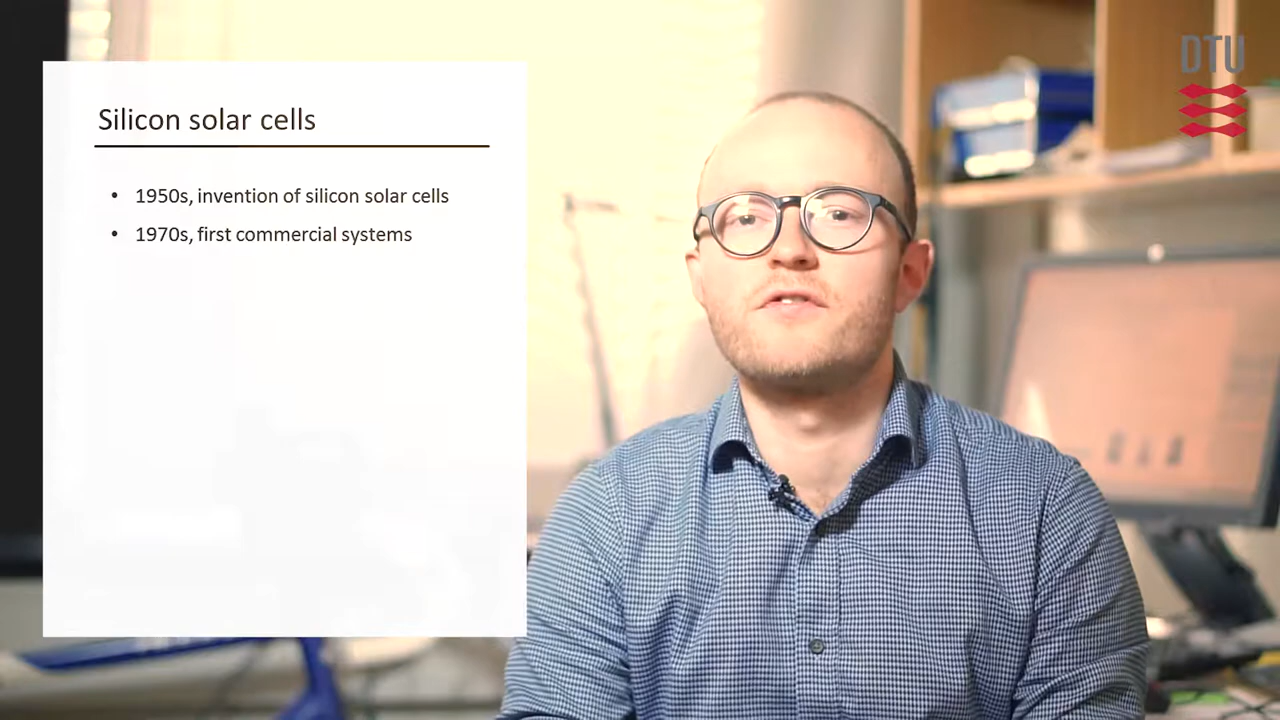 DTU
Silicon solar cells
• 1950s, invention of silicon solar cells
• 1970s, first commercial systems